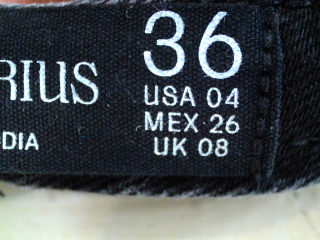 RIUS
36
USA 04
MEX 26
DIA
UK 08